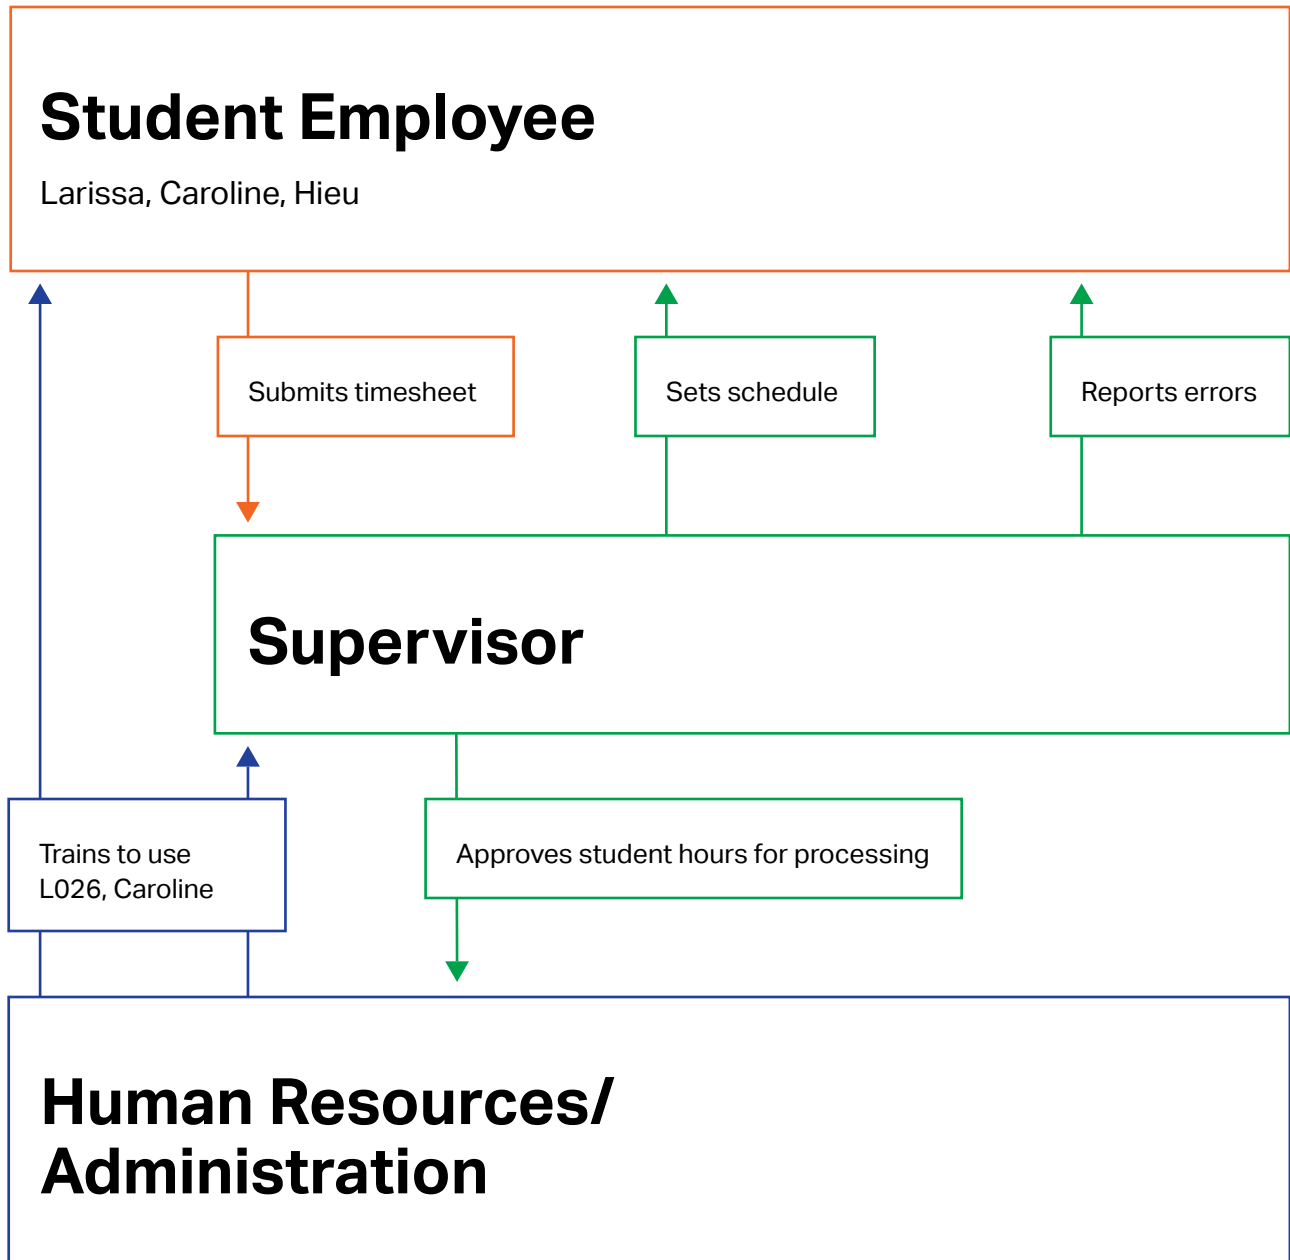 Student Employee
Larissa, Caroline, Hieu
Submits timesheet
Sets schedule
Reports errors
Supervisor
Trains to use
L026, Caroline
Approves student hours for processing
Human Resources/
Administration